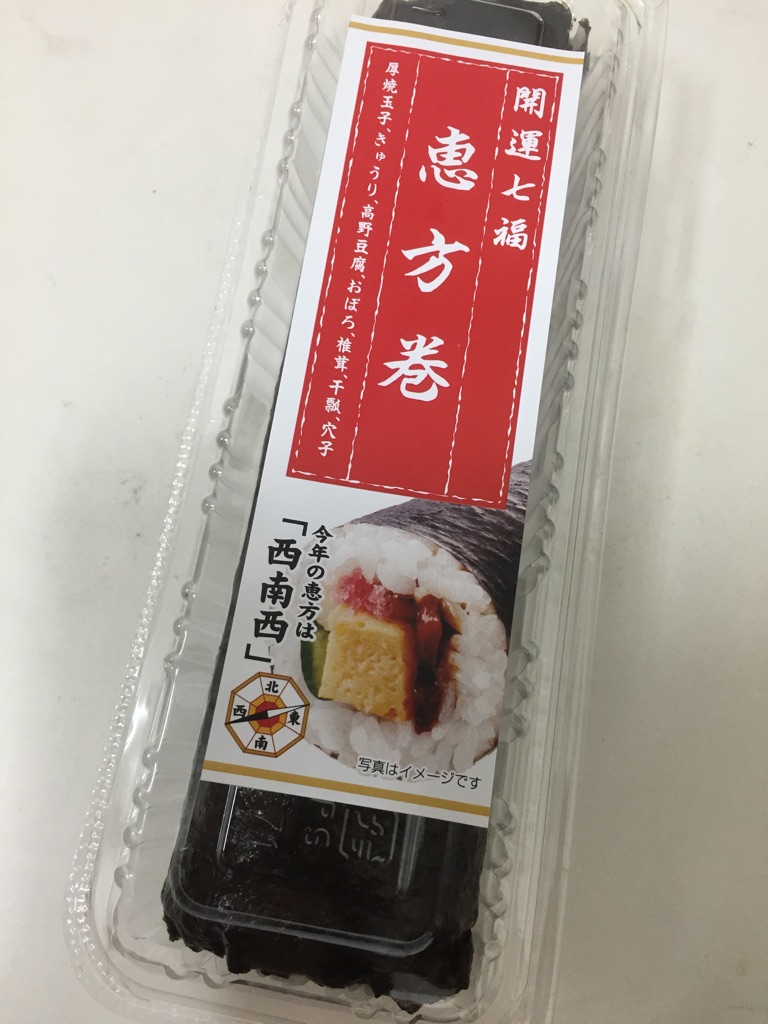 開運七福
恵方巻
厚焼玉子、きゅうり、高野豆腐、おぼろ、椎茸、干瓢、穴子
今年の恵方は
「西南西」
北
西
東
南
写真はイメージです